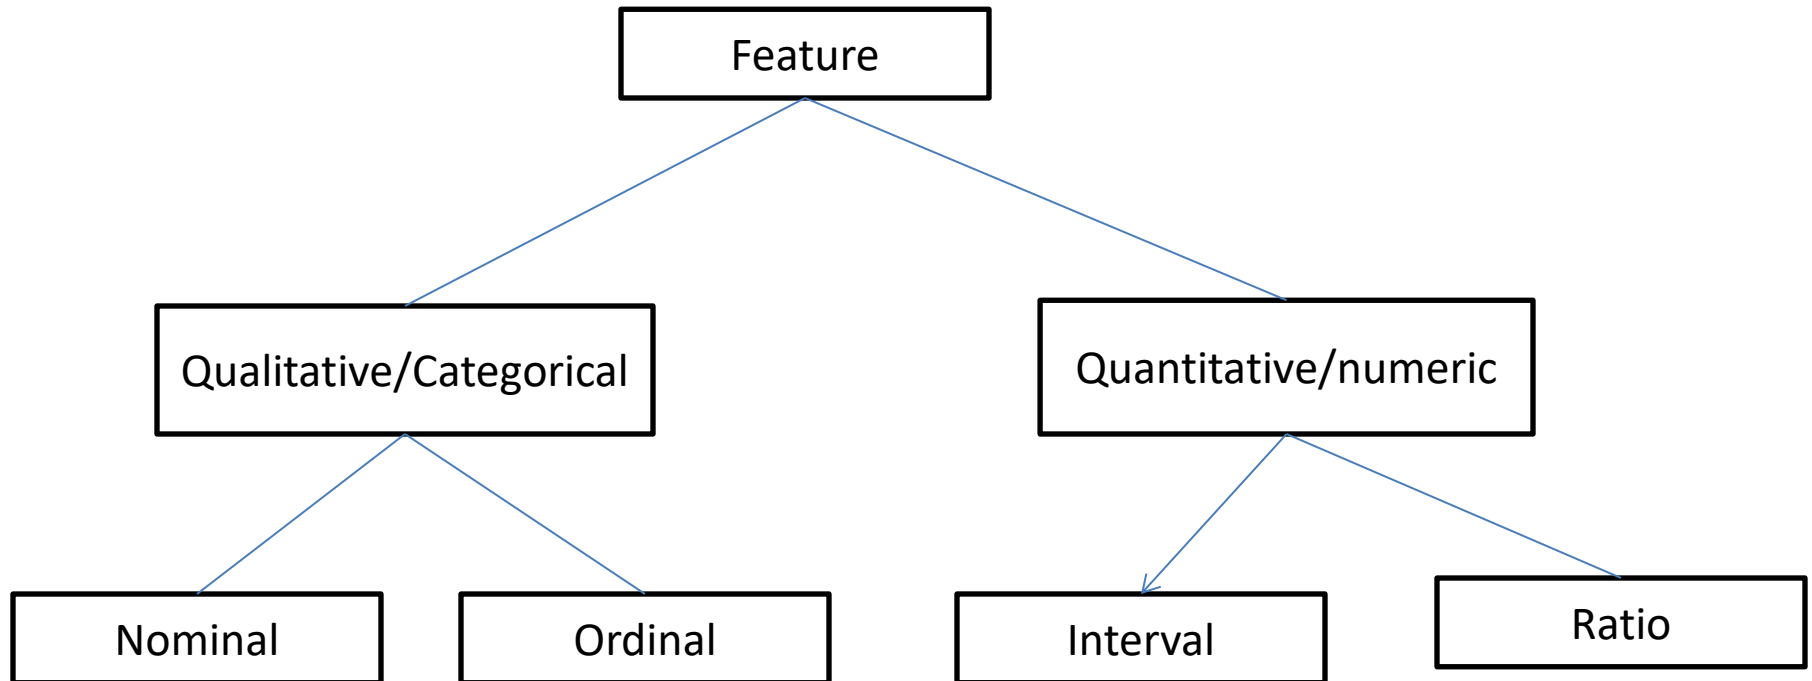 Feature
Qualitative/Categorical
Quantitative/numeric
Nominal
Ordinal
Interval
Ratio